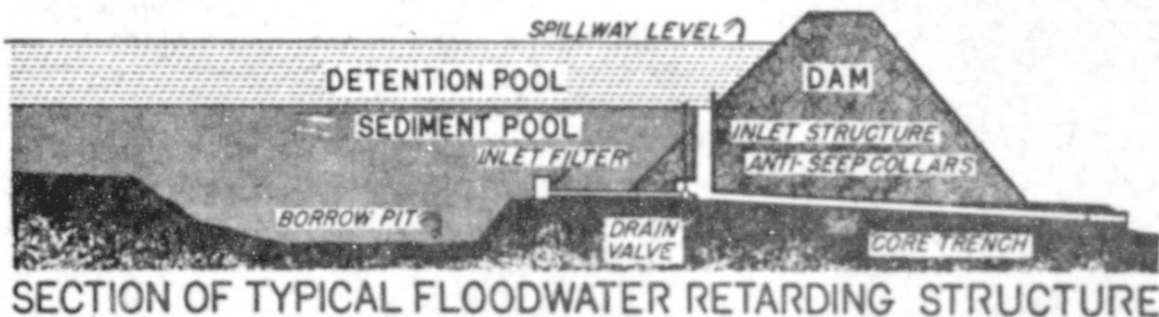 SPILLWAY LEVEL
DETENTION POOL
DAM
SEDIMENT POOL
INLET STRUCTURE
INLET FILTER
ANTI-SEEP COLLARS
BORROW PIT
DRAIN
VALVE
CORE TRENCH
SECTION OF TYPICAL FLOODWATER RETARDING STRUCTURE